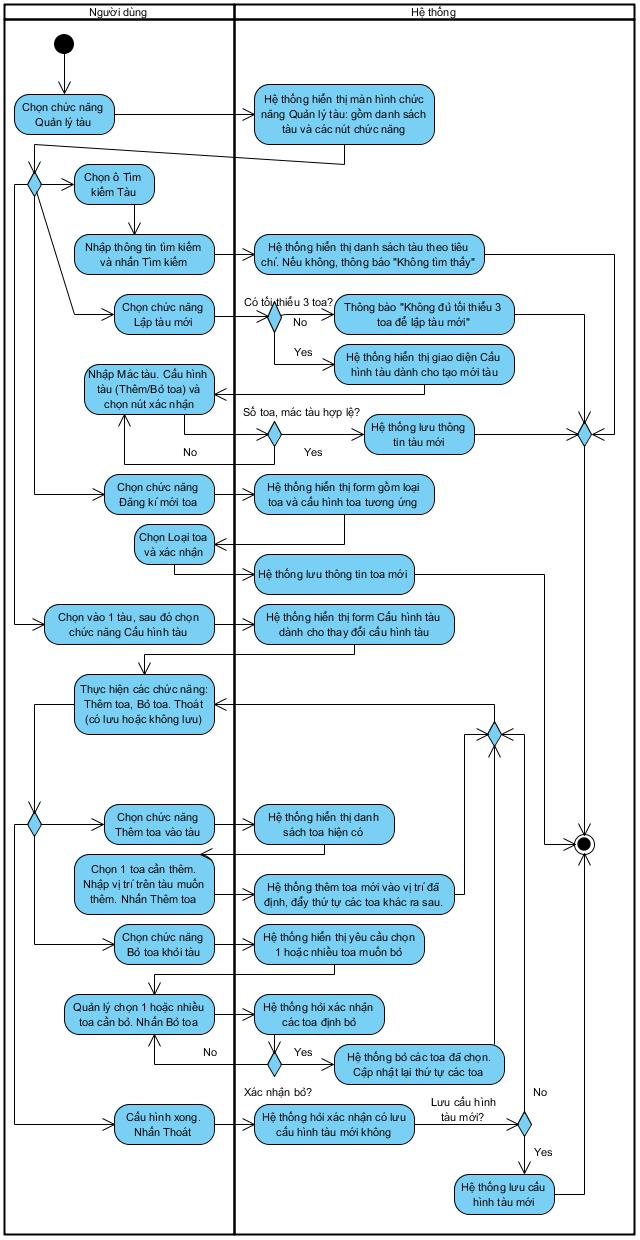 Người dùng
Hệ thống
Chọn chức năng
Quản lý tàu
Hệ thống hiển thị màn hình chức
năng Quản lý tàu: gồm danh sách
tàu và các nút chức năng
Chọn ô Tìm
kiếm Tàu
Nhập thông tin tìm kiếm
và nhấn Tìm kiếm
Hệ thống hiển thị danh sách tàu theo tiêu
chí. Nếu không, thông báo "Không tìm thấy"
Chọn chức năng
Lập tàu mới
Có tối thiểu 3 toa?
No
Thông báo "Không đủ tối thiểu 3
toa để lập tàu mới"
Yes
Hệ thống hiển thị giao diện Cấu
hình tàu dành cho tạo mới tàu
Nhập Mác tàu. Cấu hình
tàu (Thêm/Bỏ toa) và
chọn nút xác nhận
Số toa, mác tàu hợp lệ?
Hệ thống lưu thông
tin tàu mới
No
Yes
Chọn chức năng
Đăng kí mới toa
Hệ thống hiển thị form gồm loại
toa và cấu hình toa tương ứng
Chọn Loại toa
và xác nhận
Hệ thống lưu thông tin toa mới
Chọn vào 1 tàu, sau đó chọn
chức năng Cấu hình tàu
Hệ thống hiển thị form Cấu hình tàu
dành cho thay đổi cấu hình tàu
Thực hiện các chức năng:
Thêm toa, Bỏ toa. Thoát
(có lưu hoặc không lưu)
Chọn chức năng
Thêm toa vào tàu
Hệ thống hiển thị danh
sách toa hiện có
Chọn 1 toa cần thêm.
Nhập vị trí trên tàu muốn
thêm. Nhấn Thêm toa
Hệ thống thêm toa mới vào vị trí đã
định, đẩy thứ tự các toa khác ra sau.
Chọn chức năng
Bỏ toa khỏi tàu
Hệ thống hiển thị yêu cầu chọn
1 hoặc nhiều toa muốn bỏ
Quản lý chọn 1 hoặc nhiều
toa cần bỏ. Nhấn Bỏ toa
Hệ thống hỏi xác nhận
các toa định bỏ
No
Yes
Hệ thống bỏ các toa đã chọn.
Cập nhật lại thứ tự các toa
Xác nhận bỏ?
Cấu hình xong.
Nhấn Thoát
Hệ thống hỏi xác nhận có lưu
cấu hình tàu mới không
Lưu cấu hình
tàu mới?
No
Yes
Hệ thống lưu cấu
hình tàu mới